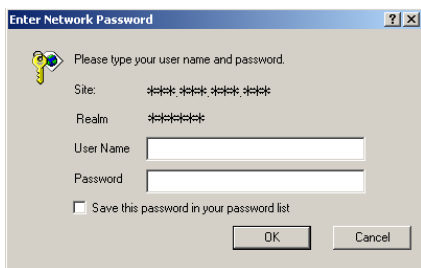 Enter Network Password
Please type your user name and password.
Site: ***.***.***.***
Realm ******
User Name
Password
Save this password in your password list
OK Cancel